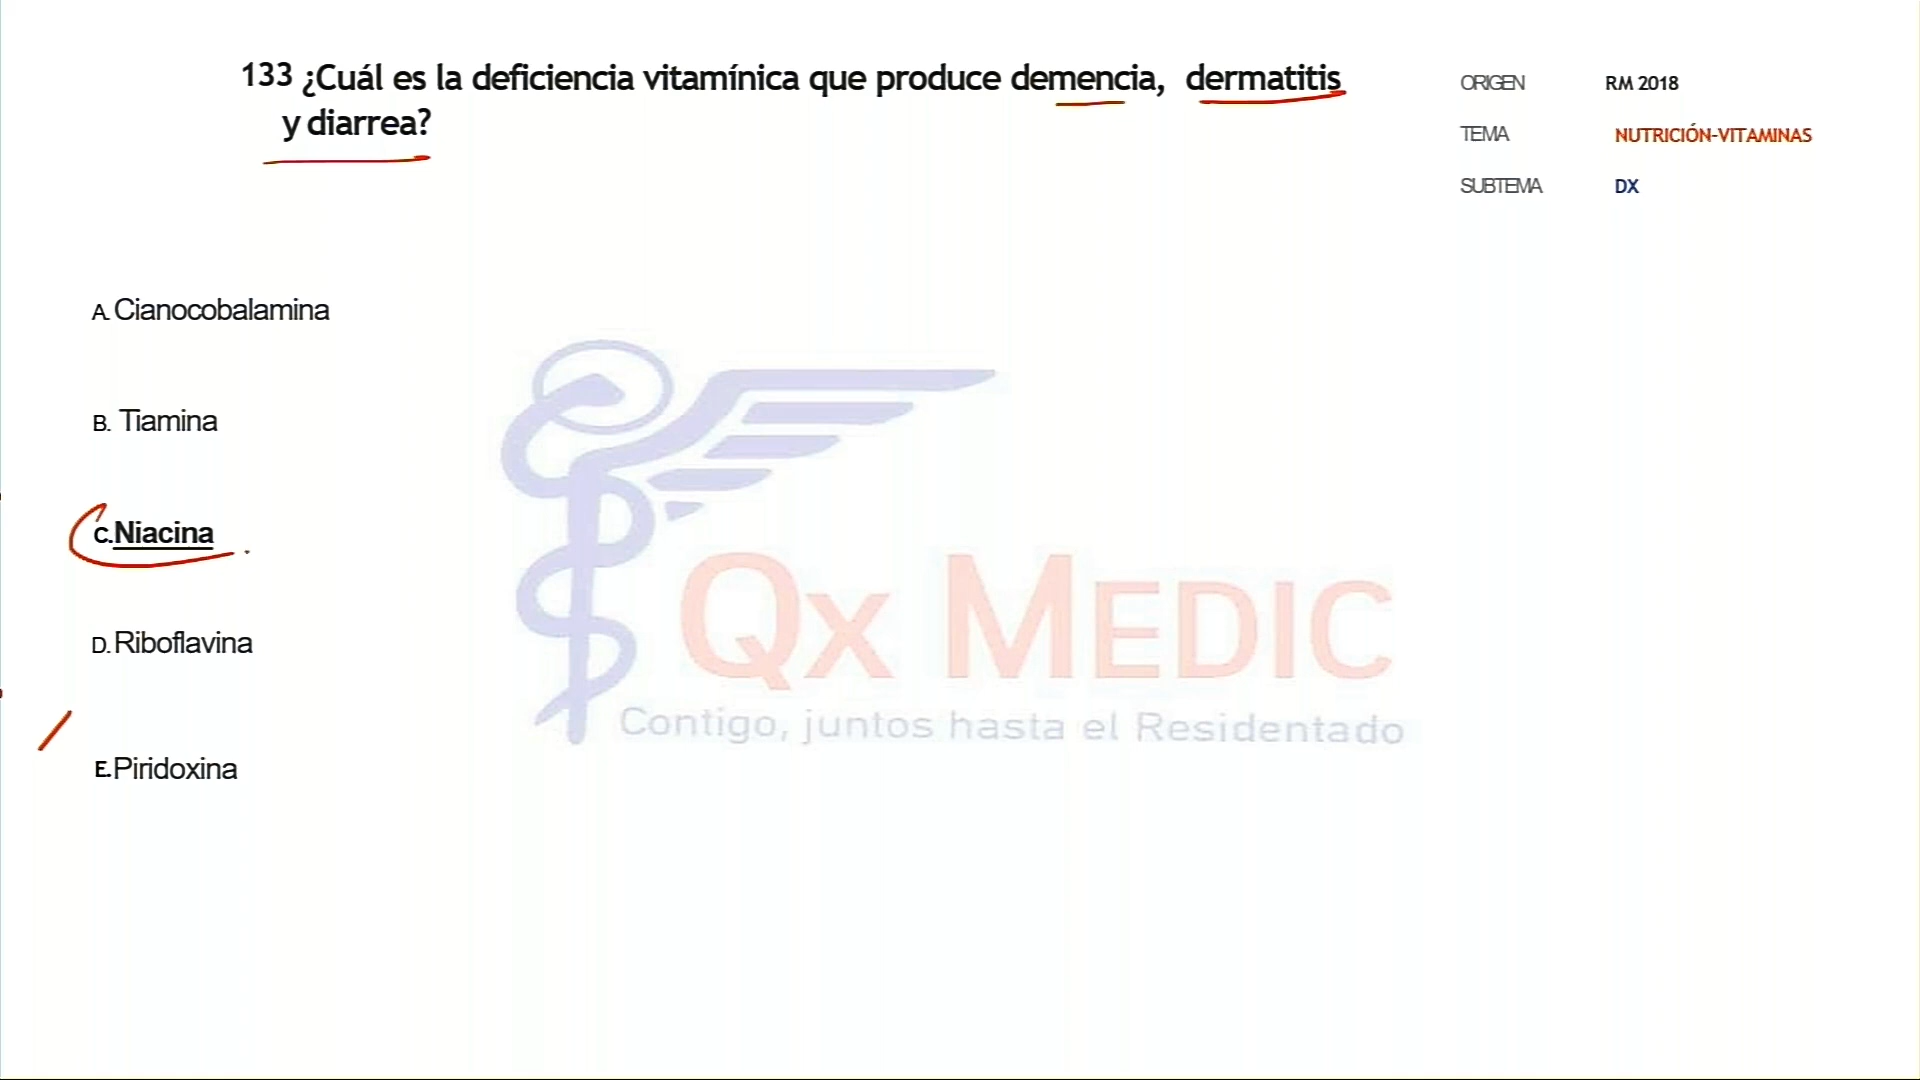 133 ¿Cuál es la deficiencia vitamínica que produce demencia, dermatitis
y diarrea?
ORIGEN RM 2018
TEMA NUTRICIÓN-VITAMINAS
SUBTEMA DX
A. Cianocobalamina
B. Tiamina
C. Niacina
D. Riboflavina
E. Piridoxina
Qx MEDIC
Contigo, juntos hasta el Residentado